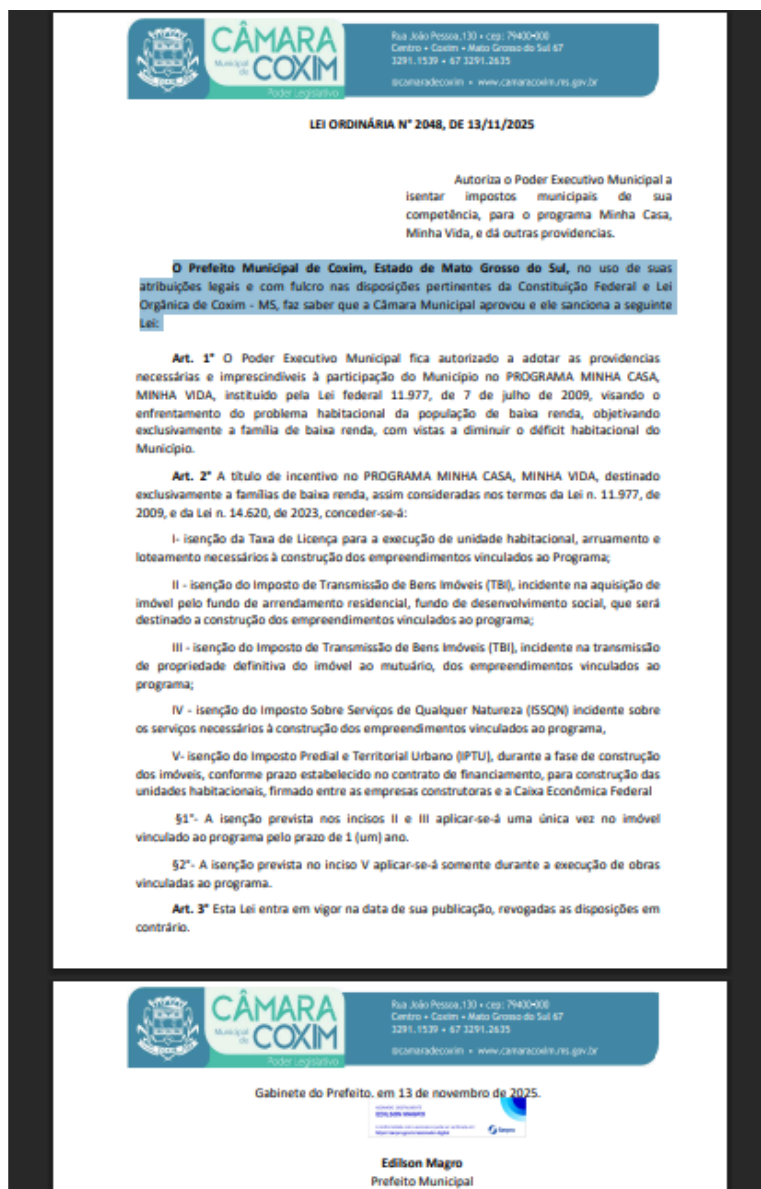 CÂMARA
Municipal de COXIM
Poder Legislativo
Rua João Pessoa,130 • cep: 79400-000
Centro • Coxim • Mato Grosso do Sul 67
3291.1539 • 67 3291.2635
@camaradecoxim • www.camaracoxim.ms.gov.br
LEI ORDINÁRIA N° 2048, DE 13/11/2025
Autoriza o Poder Executivo Municipal a
isentar impostos municipais de sua
competência, para o programa Minha Casa,
Minha Vida, e dá outras providencias.
O Prefeito Municipal de Coxim, Estado de Mato Grosso do Sul, no uso de suas
atribuições legais e com fulcro nas disposições pertinentes da Constituição Federal e Lei
Orgânica de Coxim - MS, faz saber que a Câmara Municipal aprovou e ele sanciona a seguinte
Lei:
Art. 1° O Poder Executivo Municipal fica autorizado a adotar as providencias
necessárias e imprescindíveis à participação do Município no PROGRAMA MINHA CASA,
MINHA VIDA, instituído pela Lei federal 11.977, de 7 de julho de 2009, visando o
enfrentamento do problema habitacional da população de baixa renda, objetivando
exclusivamente a família de baixa renda, com vistas a diminuir o déficit habitacional do
Município.
Art. 2° A título de incentivo no PROGRAMA MINHA CASA, MINHA VIDA, destinado
exclusivamente a famílias de baixa renda, assim consideradas nos termos da Lei n. 11.977, de
2009, e da Lei n. 14.620, de 2023, conceder-se-á:
I- isenção da Taxa de Licença para a execução de unidade habitacional, arruamento e
loteamento necessários à construção dos empreendimentos vinculados ao Programa;
II - isenção do Imposto de Transmissão de Bens Imóveis (TBI), incidente na aquisição de
imóvel pelo fundo de arrendamento residencial, fundo de desenvolvimento social, que será
destinado a construção dos empreendimentos vinculados ao programa;
III - isenção do Imposto de Transmissão de Bens Imóveis (TBI), incidente na transmissão
de propriedade definitiva do imóvel ao mutuário, dos empreendimentos vinculados ao
programa;
IV - isenção do Imposto Sobre Serviços de Qualquer Natureza (ISSQN) incidente sobre
os serviços necessários à construção dos empreendimentos vinculados ao programa,
V- isenção do Imposto Predial e Territorial Urbano (IPTU), durante a fase de construção
dos imóveis, conforme prazo estabelecido no contrato de financiamento, para construção das
unidades habitacionais, firmado entre as empresas construtoras e a Caixa Econômica Federal
§1°- A isenção prevista nos incisos II e III aplicar-se-á uma única vez no imóvel
vinculado ao programa pelo prazo de 1 (um) ano.
§2°- A isenção prevista no inciso V aplicar-se-á somente durante a execução de obras
vinculadas ao programa.
Art. 3° Esta Lei entra em vigor na data de sua publicação, revogadas as disposições em
contrário.
CÂMARA
Municipal de COXIM
Poder Legislativo
Rua João Pessoa,130 • cep: 79400-000
Centro • Coxim • Mato Grosso do Sul 67
3291.1539 • 67 3291.2635
@camaradecoxim • www.camaracoxim.ms.gov.br
Gabinete do Prefeito, em 13 de novembro de 2025.
EDILSON MAGRO
Serpro
Edilson Magro
Prefeito Municipal